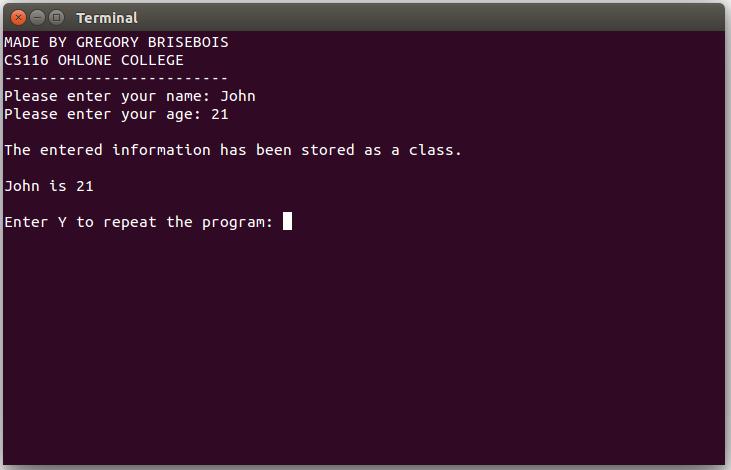 Terminal
MADE BY GREGORY BRISEBOIS
CS116 OHLONE COLLEGE
-------------------------
Please enter your name: John
Please enter your age: 21
The entered information has been stored as a class.
John is 21
Enter Y to repeat the program: